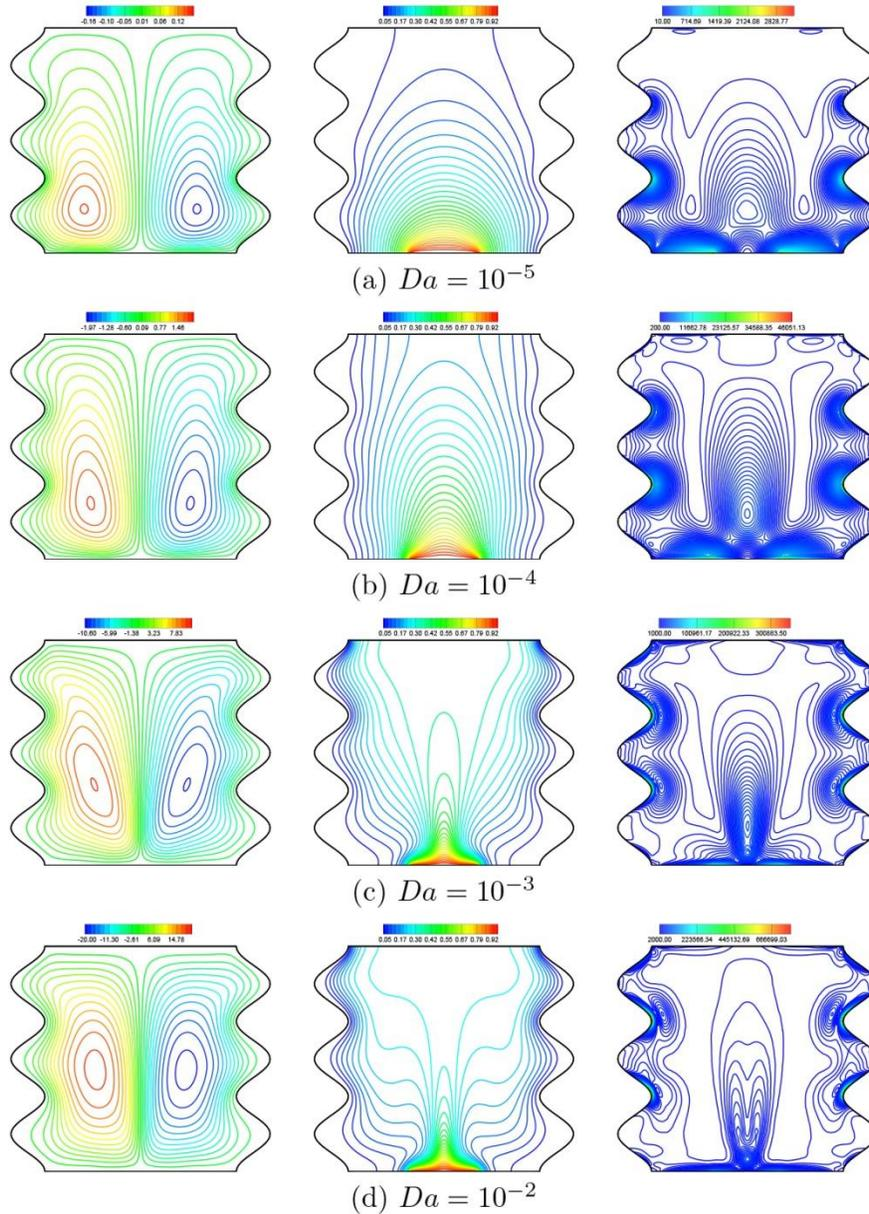 -0.16 -0.10 -0.05 0.01 0.06 0.12
0.05 0.17 0.30 0.42 0.55 0.67 0.79 0.92
10.00 714.69 1419.39 2124.08 2828.77
(a) Da = 10⁻⁵
-1.97 -1.28 -0.60 0.09 0.77 1.46
0.05 0.17 0.30 0.42 0.55 0.67 0.79 0.92
200.00 11662.78 23125.57 34588.35 46051.13
(b) Da = 10⁻⁴
-10.60 -5.99 -1.38 3.23 7.83
0.05 0.17 0.30 0.42 0.55 0.67 0.79 0.92
1000.00 100961.17 200922.33 300883.50
(c) Da = 10⁻³
-20.00 -11.30 -2.61 6.09 14.78
0.05 0.17 0.30 0.42 0.55 0.67 0.79 0.92
2000.00 223566.34 445132.69 666699.03
(d) Da = 10⁻²